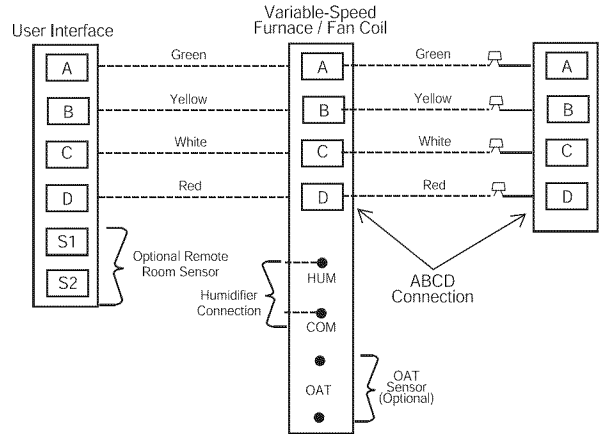 User Interface
Variable-Speed
Furnace / Fan Coil
A
Green
A
Green
A
B
Yellow
B
Yellow
B
C
White
C
White
C
D
Red
D
Red
D
S1
S2
Optional Remote
Room Sensor
HUM
Humidifier
Connection
COM
ABCD
Connection
OAT
OAT
Sensor
(Optional)